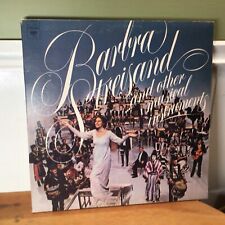 Barbra
Streisand
and other
musical
instruments